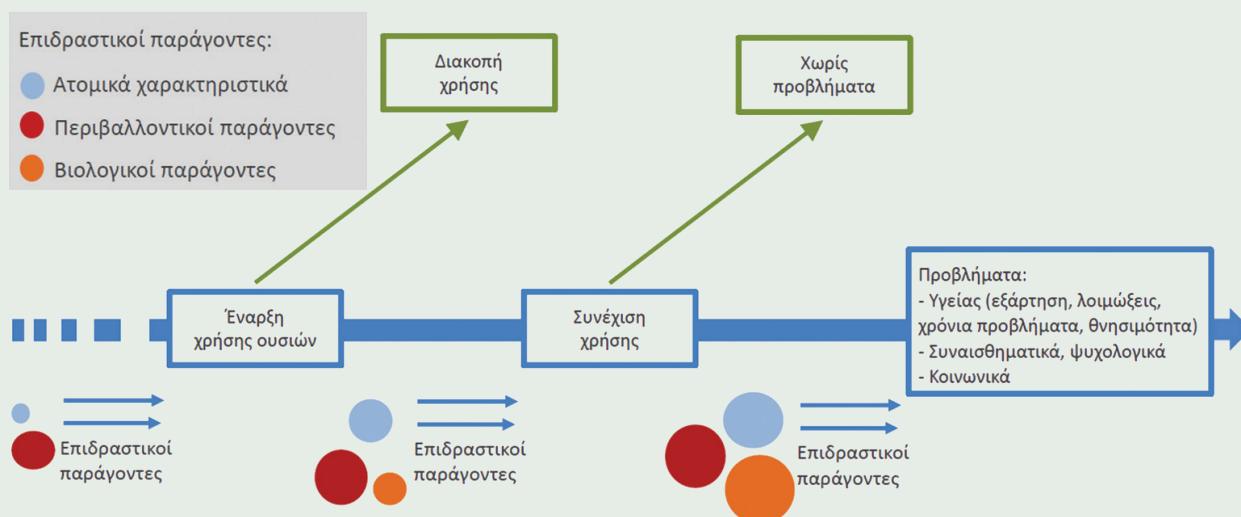 Επιδραστικοί παράγοντες:
Ατομικά χαρακτηριστικά
Περιβαλλοντικοί παράγοντες
Βιολογικοί παράγοντες
Διακοπή
χρήσης
Χωρίς
προβλήματα
Έναρξη
χρήσης ουσιών
Συνέχιση
χρήσης
Προβλήματα:
- Υγείας (εξάρτηση, λοιμώξεις,
χρόνια προβλήματα, θνησιμότητα)
- Συναισθηματικά, ψυχολογικά
- Κοινωνικά
Επιδραστικοί
παράγοντες
Επιδραστικοί
παράγοντες
Επιδραστικοί
παράγοντες